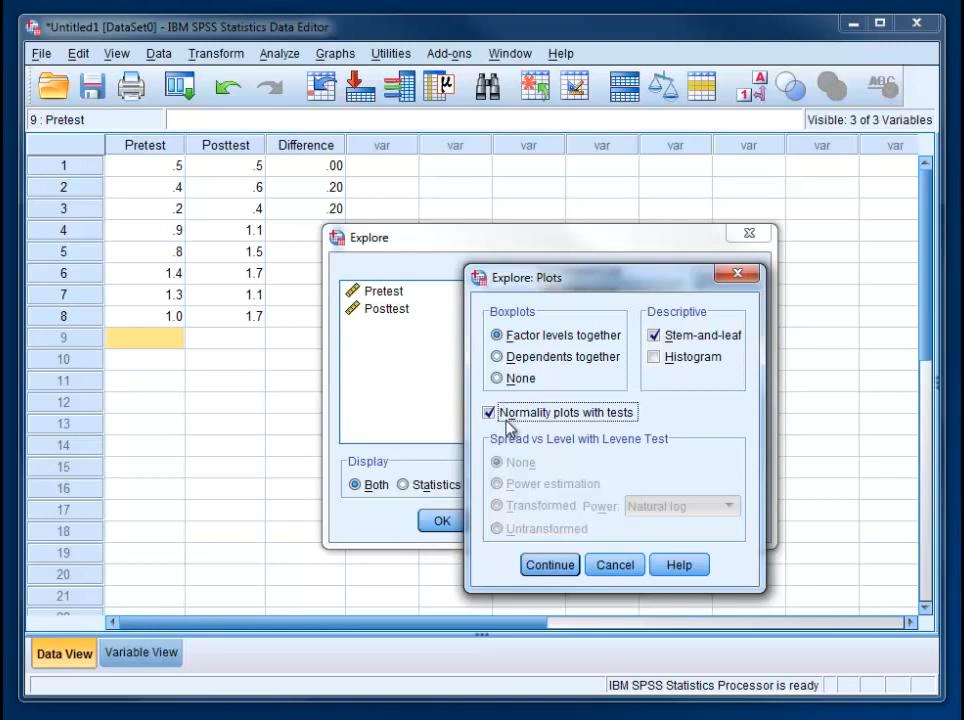 *Untitled1 [DataSet0] - IBM SPSS Statistics Data Editor
File Edit View Data Transform Analyze Graphs Utilities Add-ons Window Help
9 : Pretest
Visible: 3 of 3 Variables
Pretest Posttest Difference var var var var var var var var
1 .5 .5 .00
2 .4 .6 .20
3 .2 .4 .20
4 .9 1.1
5 .8 1.5
6 1.4 1.7
7 1.3 1.1
8 1.0 1.7
9
10
11
12
13
14
15
16
17
18
19
20
21
Explore
Pretest
Posttest
Display
Both Statistics
OK
Explore: Plots
Boxplots
Factor levels together
Dependents together
None
Descriptive
Stem-and-leaf
Histogram
Normality plots with tests
Spread vs Level with Levene Test
None
Power estimation
Transformed Power: Natural log
Untransformed
Continue Cancel Help
Data View Variable View
IBM SPSS Statistics Processor is ready